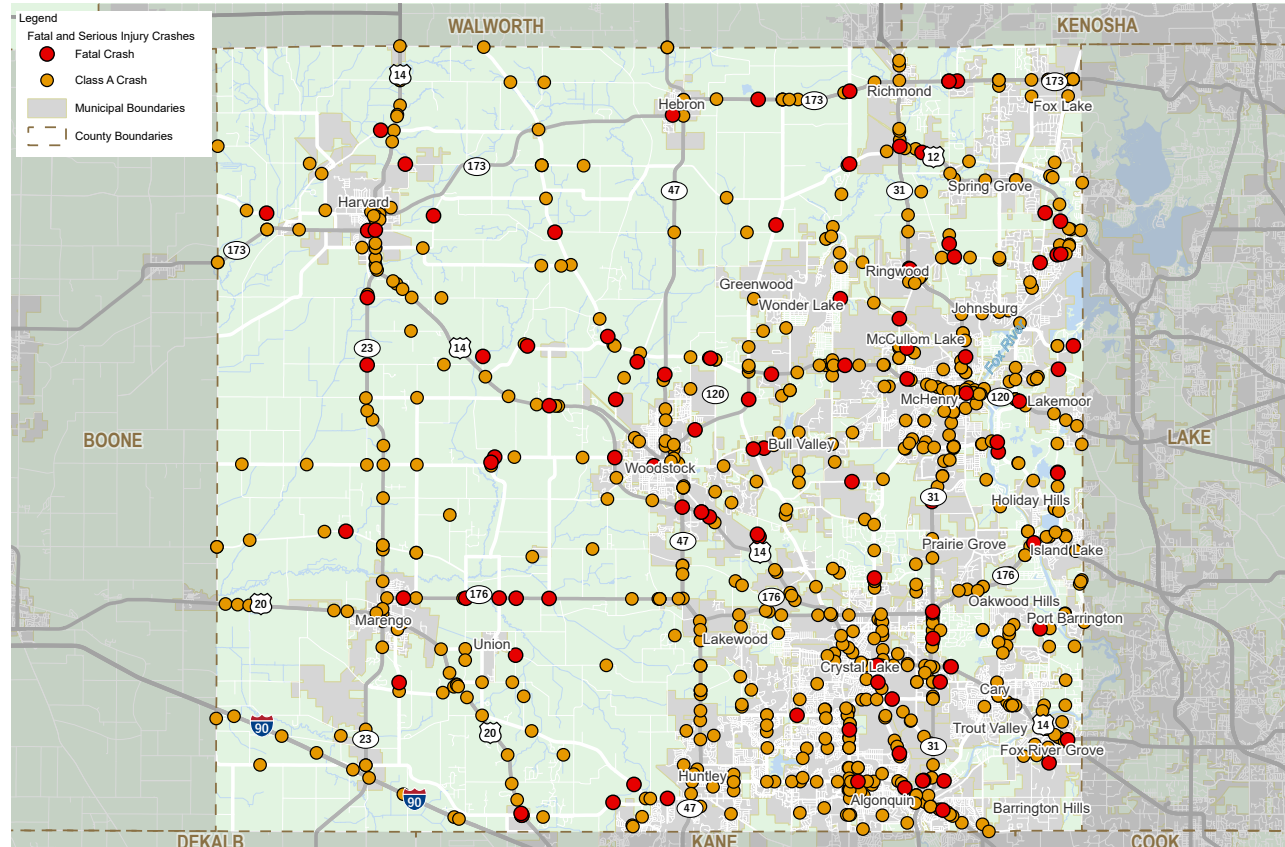 Legend
WALWORTH
KENOSHA
Fatal and Serious Injury Crashes
Fatal Crash
Class A Crash
Municipal Boundaries
County Boundaries
14
173
Richmond
Fox Lake
Hebron
173
12
173
47
31
Spring Grove
Harvard
173
Ringwood
Greenwood
Wonder Lake
Johnsburg
Fox River
McCollum Lake
23
14
120
McHenry
120
Lakemoor
BOONE
LAKE
Bull Valley
Woodstock
31
Holiday Hills
47
14
Prairie Grove
Island Lake
176
20
176
176
Oakwood Hills
Marengo
Port Barrington
Union
Lakewood
Crystal Lake
Cary
90
20
14
Trout Valley
23
31
Fox River Grove
Huntley
90
47
Algonquin
Barrington Hills
DEKALB
KANE
COOK